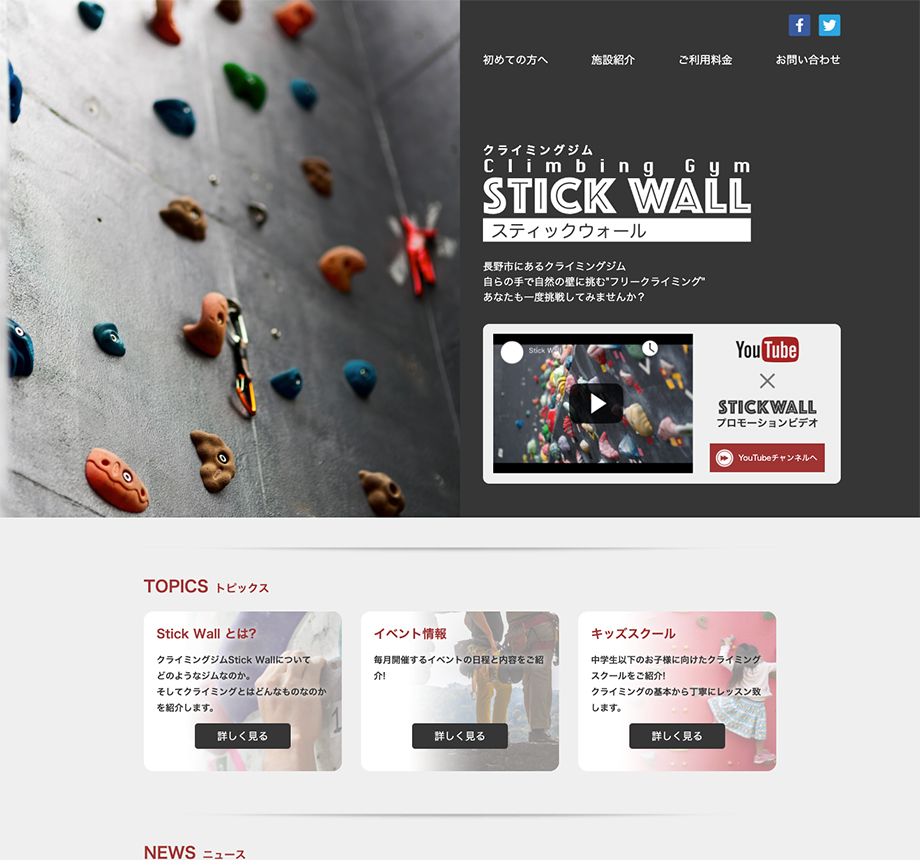 初めての方へ 施設紹介 ご利用料金 お問い合わせ
クライミングジム
Climbing Gym
STICK WALL
スティックウォール
長野市にあるクライミングジム
自らの手で自然の壁に挑む"フリークライミング"
あなたも一度挑戦してみませんか？
Stick Wall
YouTube
×
STICKWALL
プロモーションビデオ
YouTubeチャンネルへ
TOPICS トピックス
Stick Wall とは?
クライミングジムStick Wallについて
どのようなジムなのか。
そしてクライミングとはどんなものなのか
を紹介します。
詳しく見る
イベント情報
毎月開催するイベントの日程と内容をご紹
介!
詳しく見る
キッズスクール
中学生以下のお子様に向けたクライミング
スクールをご紹介!
クライミングの基本から丁寧にレッスン致
します。
詳しく見る
NEWS ニュース